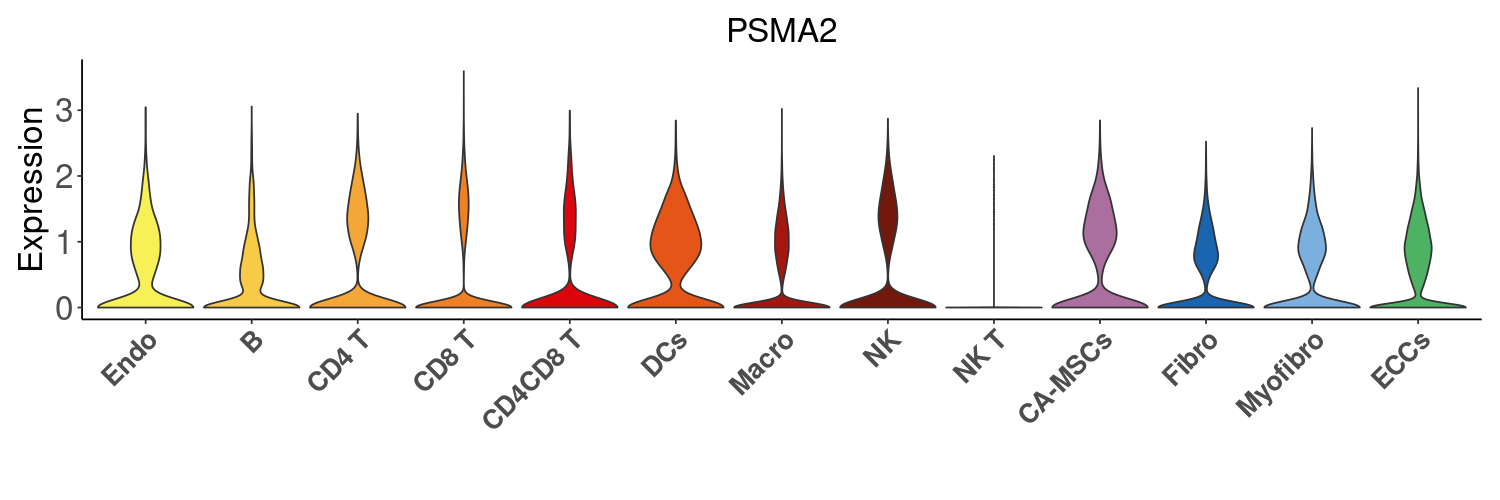 PSMA2
Expression
3
2
1
0
Endo
B
CD4 T
CD8 T
CD4CD8 T
DCs
Macro
NK
NK T
CA-MSCs
Fibro
Myofibro
ECCs